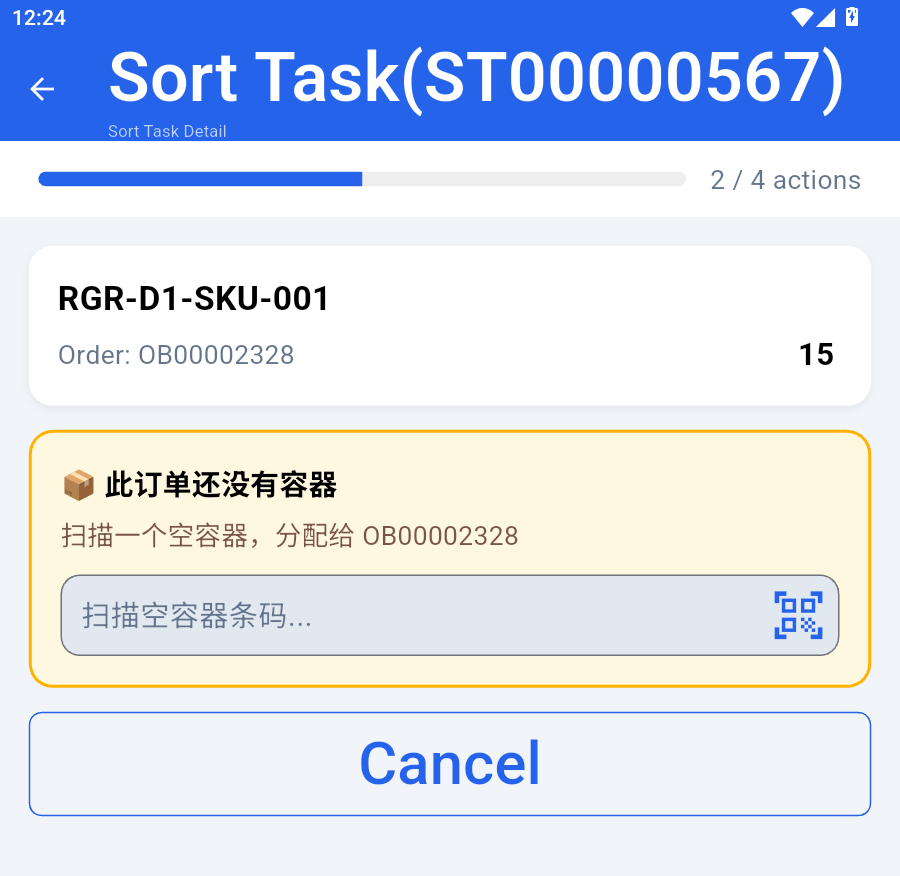 12:24
Sort Task(ST00000567)
Sort Task Detail
2 / 4 actions
RGR-D1-SKU-001
Order: OB00002328
15
📦 此订单还没有容器
扫描一个空容器，分配给 OB00002328
扫描空容器条码...
Cancel